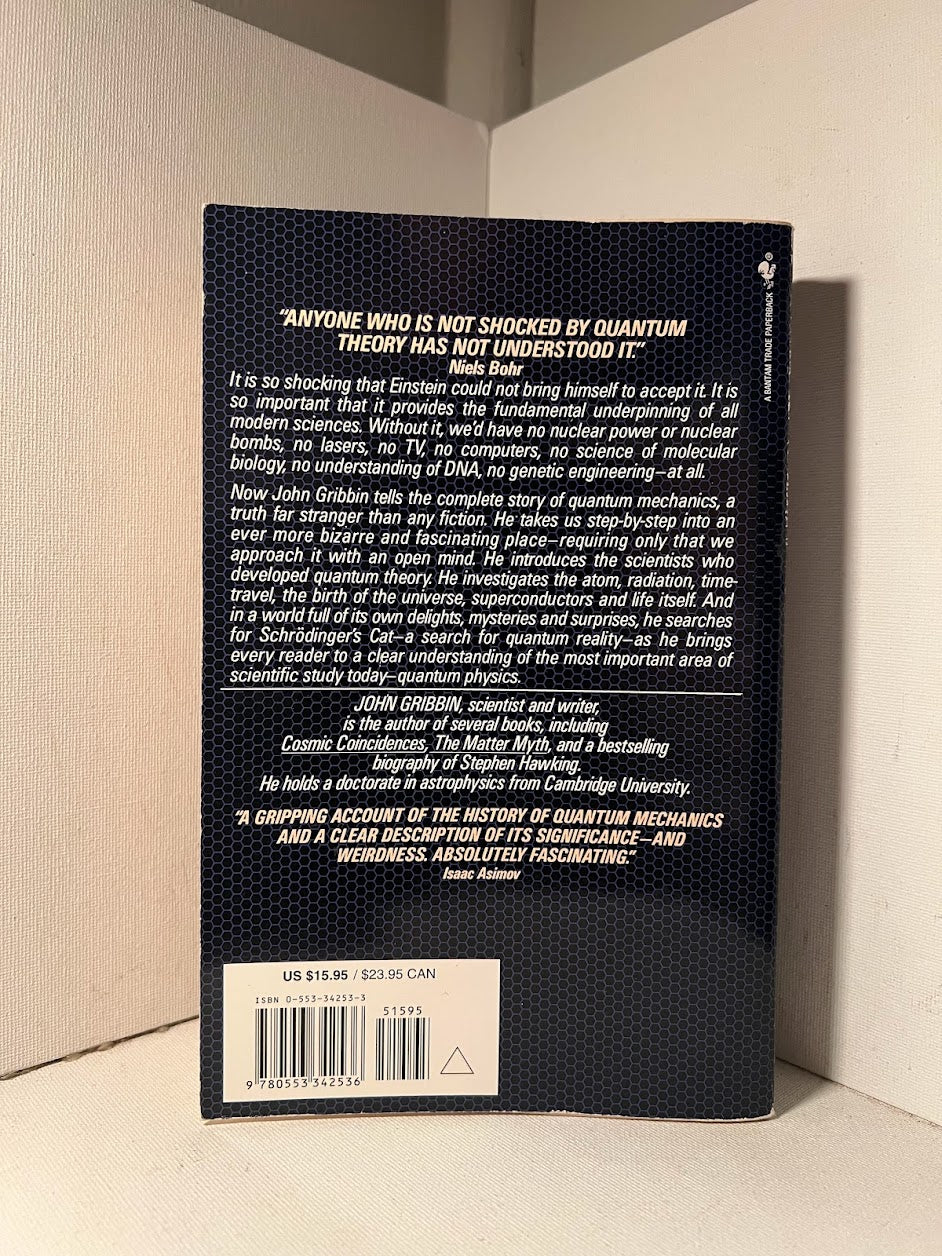 "ANYONE WHO IS NOT SHOCKED BY QUANTUM
THEORY HAS NOT UNDERSTOOD IT."
Niels Bohr
It is so shocking that Einstein could not bring himself to accept it. It is
so important that it provides the fundamental underpinning of all
modern sciences. Without it, we'd have no nuclear power or nuclear
bombs, no lasers, no TV, no computers, no science of molecular
biology, no understanding of DNA, no genetic engineering—at all.
Now John Gribbin tells the complete story of quantum mechanics, a
truth far stranger than any fiction. He takes us step-by-step into an
ever more bizarre and fascinating place—requiring only that we
approach it with an open mind. He introduces the scientists who
developed quantum theory. He investigates the atom, radiation, time-
travel, the birth of the universe, superconductors and life itself. And
in a world full of its own delights, mysteries and surprises, he searches
for Schrödinger's Cat—a search for quantum reality—as he brings
every reader to a clear understanding of the most important area of
scientific study today—quantum physics.
JOHN GRIBBIN, scientist and writer,
is the author of several books, including
Cosmic Coincidences, The Matter Myth, and a bestselling
biography of Stephen Hawking.
He holds a doctorate in astrophysics from Cambridge University.
"A GRIPPING ACCOUNT OF THE HISTORY OF QUANTUM MECHANICS
AND A CLEAR DESCRIPTION OF ITS SIGNIFICANCE—AND
WEIRDNESS. ABSOLUTELY FASCINATING."
Isaac Asimov
US $15.95 / $23.95 CAN
ISBN 0-553-34253-3
51595
9 780553 342536
A BANTAM TRADE PAPERBACK
®